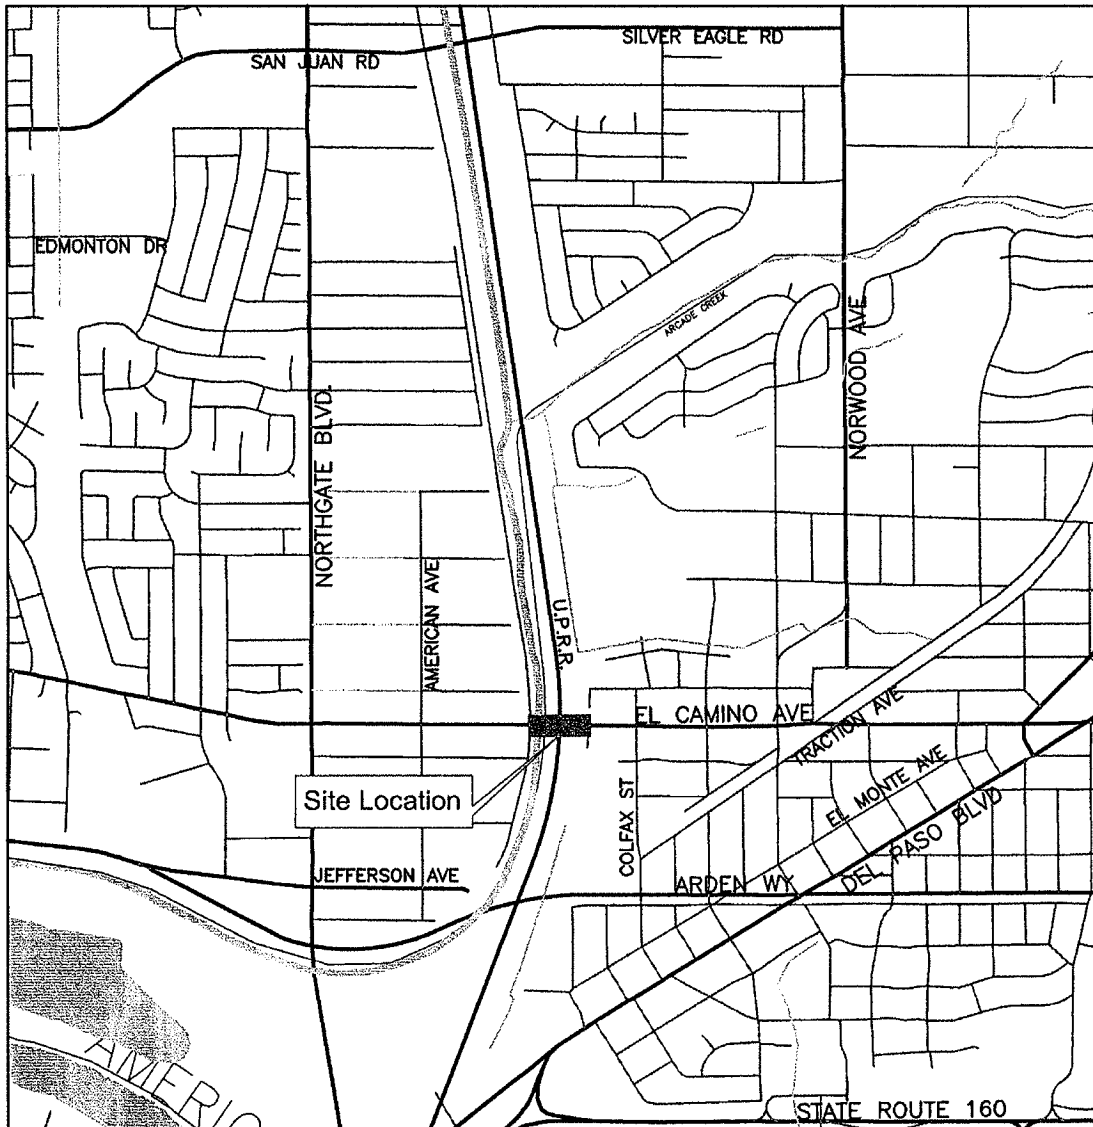 SILVER EAGLE RD
SAN JUAN RD
EDMONTON DR
ARCADE CREEK
NORWOOD AVE
NORTHGATE BLVD.
AMERICAN AVE
U.P.R.R.
EL CAMINO AVE
TRACTION AVE
EL MONTE AVE
Site Location
COLFAX ST
DEL PASO BLVD
JEFFERSON AVE
ARDEN WY
AMERIC
STATE ROUTE 160